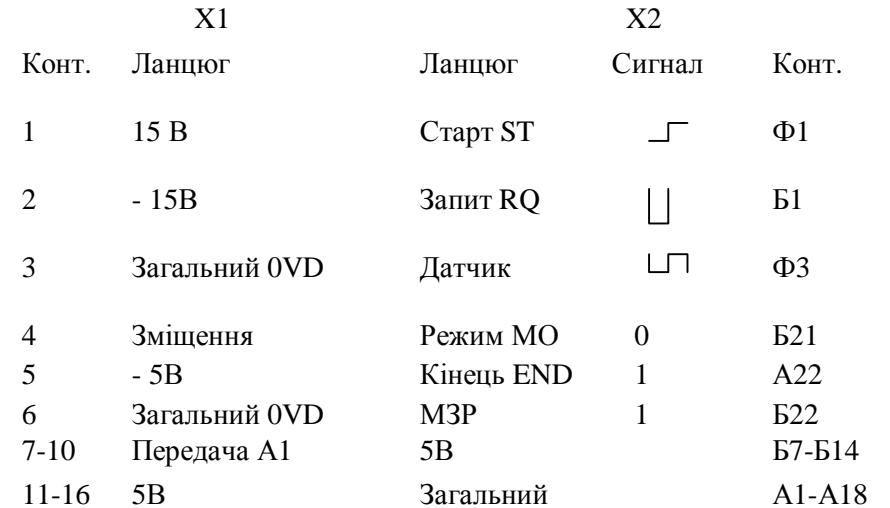 X1 X2
Конт. Ланцюг Ланцюг Сигнал Конт.
1 15 В Старт ST Ф1
2 - 15В Запит RQ Б1
3 Загальний 0VD Датчик Ф3
4 Зміщення Режим МО 0 Б21
5 - 5В Кінець END 1 А22
6 Загальний 0VD МЗР 1 Б22
7-10 Передача А1 5В Б7-Б14
11-16 5В Загальний А1-А18